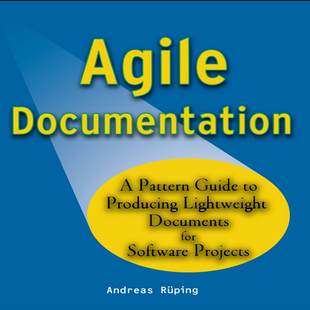 Agile
Documentation
A Pattern Guide to
Producing Lightweight
Documents
for
Software Projects
Andreas Rüping